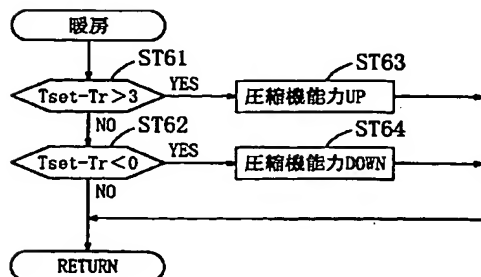 暖房
ST61
Tset-Tr>3
YES
ST63
圧縮機能力UP
NO
ST62
Tset-Tr<0
YES
ST64
圧縮機能力DOWN
NO
RETURN